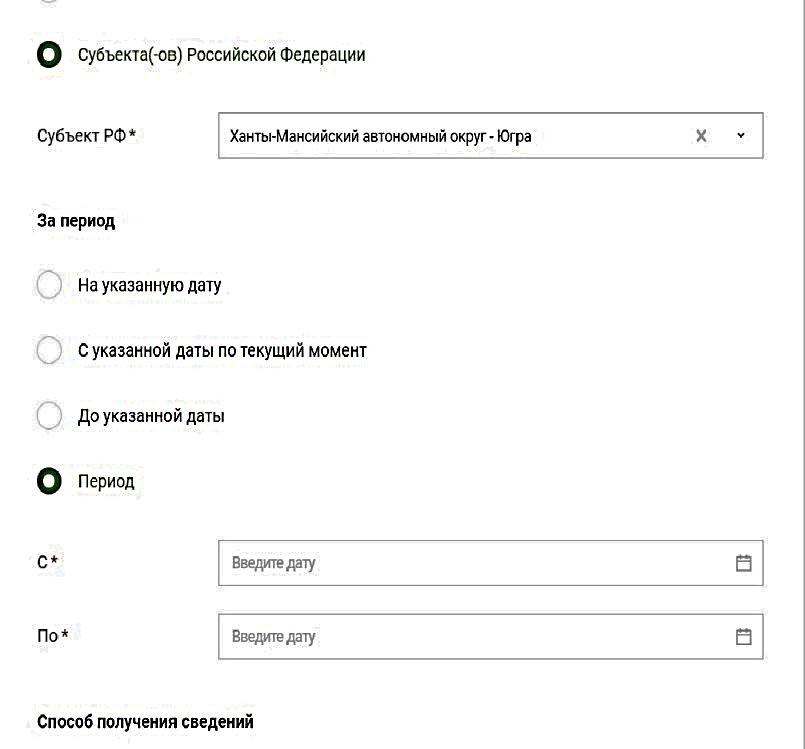 Субъекта(-ов) Российской Федерации
Субъект РФ* Ханты-Мансийский автономный округ - Югра
За период
На указанную дату
С указанной даты по текущий момент
До указанной даты
Период
С* Введите дату
По* Введите дату
Способ получения сведений